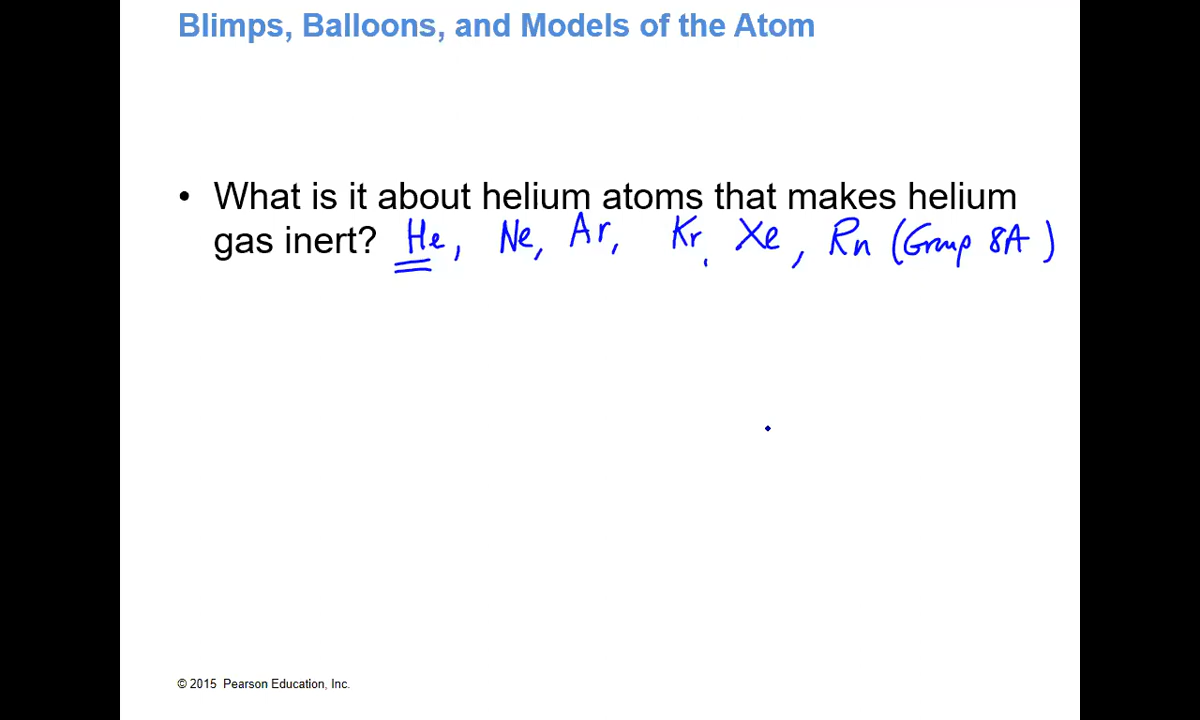 Blimps, Balloons, and Models of the Atom
• What is it about helium atoms that makes helium
gas inert? He, Ne, Ar, Kr, Xe, Rn (Group 8A)
© 2015 Pearson Education, Inc.